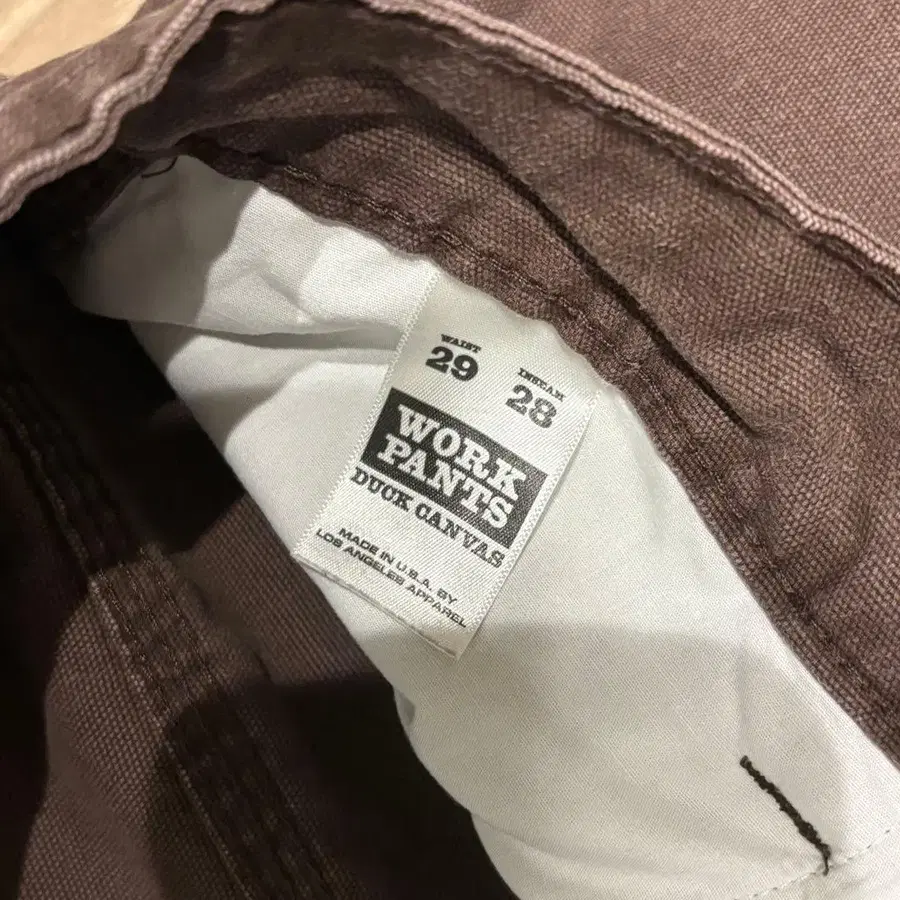 WAIST
29
INSEAM
28
WORK
PANTS
DUCK CANVAS
MADE IN U.S.A. BY
LOS ANGELES APPAREL